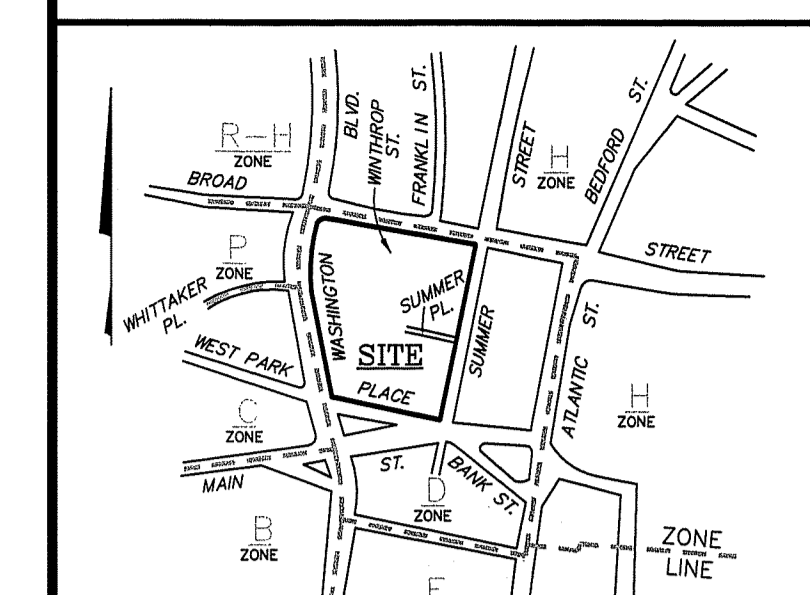 BLVD.
WINTHROP
ST.
FRANKLIN ST.
STREET
H
ZONE
BEDFORD ST.
R-H
ZONE
BROAD
P
ZONE
WHITTAKER
PL.
WASHINGTON
SUMMER
PL.
STREET
SITE
SUMMER
ATLANTIC ST.
WEST PARK
PLACE
H
ZONE
C
ZONE
MAIN
ST.
BANK ST.
D
ZONE
B
ZONE
ZONE
LINE